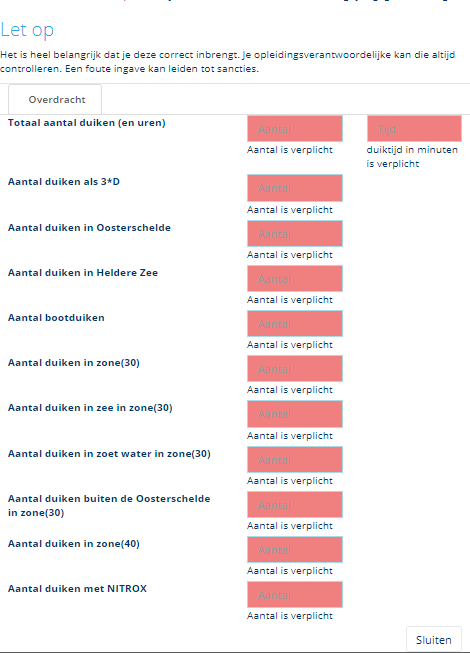 Let op
Het is heel belangrijk dat je deze correct inbrengt. Je opleidingsverantwoordelijke kan die altijd
controleren. Een foute ingave kan leiden tot sancties.
Overdracht
Totaal aantal duiken (en uren)
Aantal
Tijd
Aantal is verplicht
duiktijd in minuten
is verplicht
Aantal duiken als 3*D
Aantal
Aantal is verplicht
Aantal duiken in Oosterschelde
Aantal
Aantal is verplicht
Aantal duiken in Heldere Zee
Aantal
Aantal is verplicht
Aantal bootduiken
Aantal
Aantal is verplicht
Aantal duiken in zone(30)
Aantal
Aantal is verplicht
Aantal duiken in zee in zone(30)
Aantal
Aantal is verplicht
Aantal duiken in zoet water in zone(30)
Aantal
Aantal is verplicht
Aantal duiken buiten de Oosterschelde
in zone(30)
Aantal
Aantal is verplicht
Aantal duiken in zone(40)
Aantal
Aantal is verplicht
Aantal duiken met NITROX
Aantal
Aantal is verplicht
Sluiten